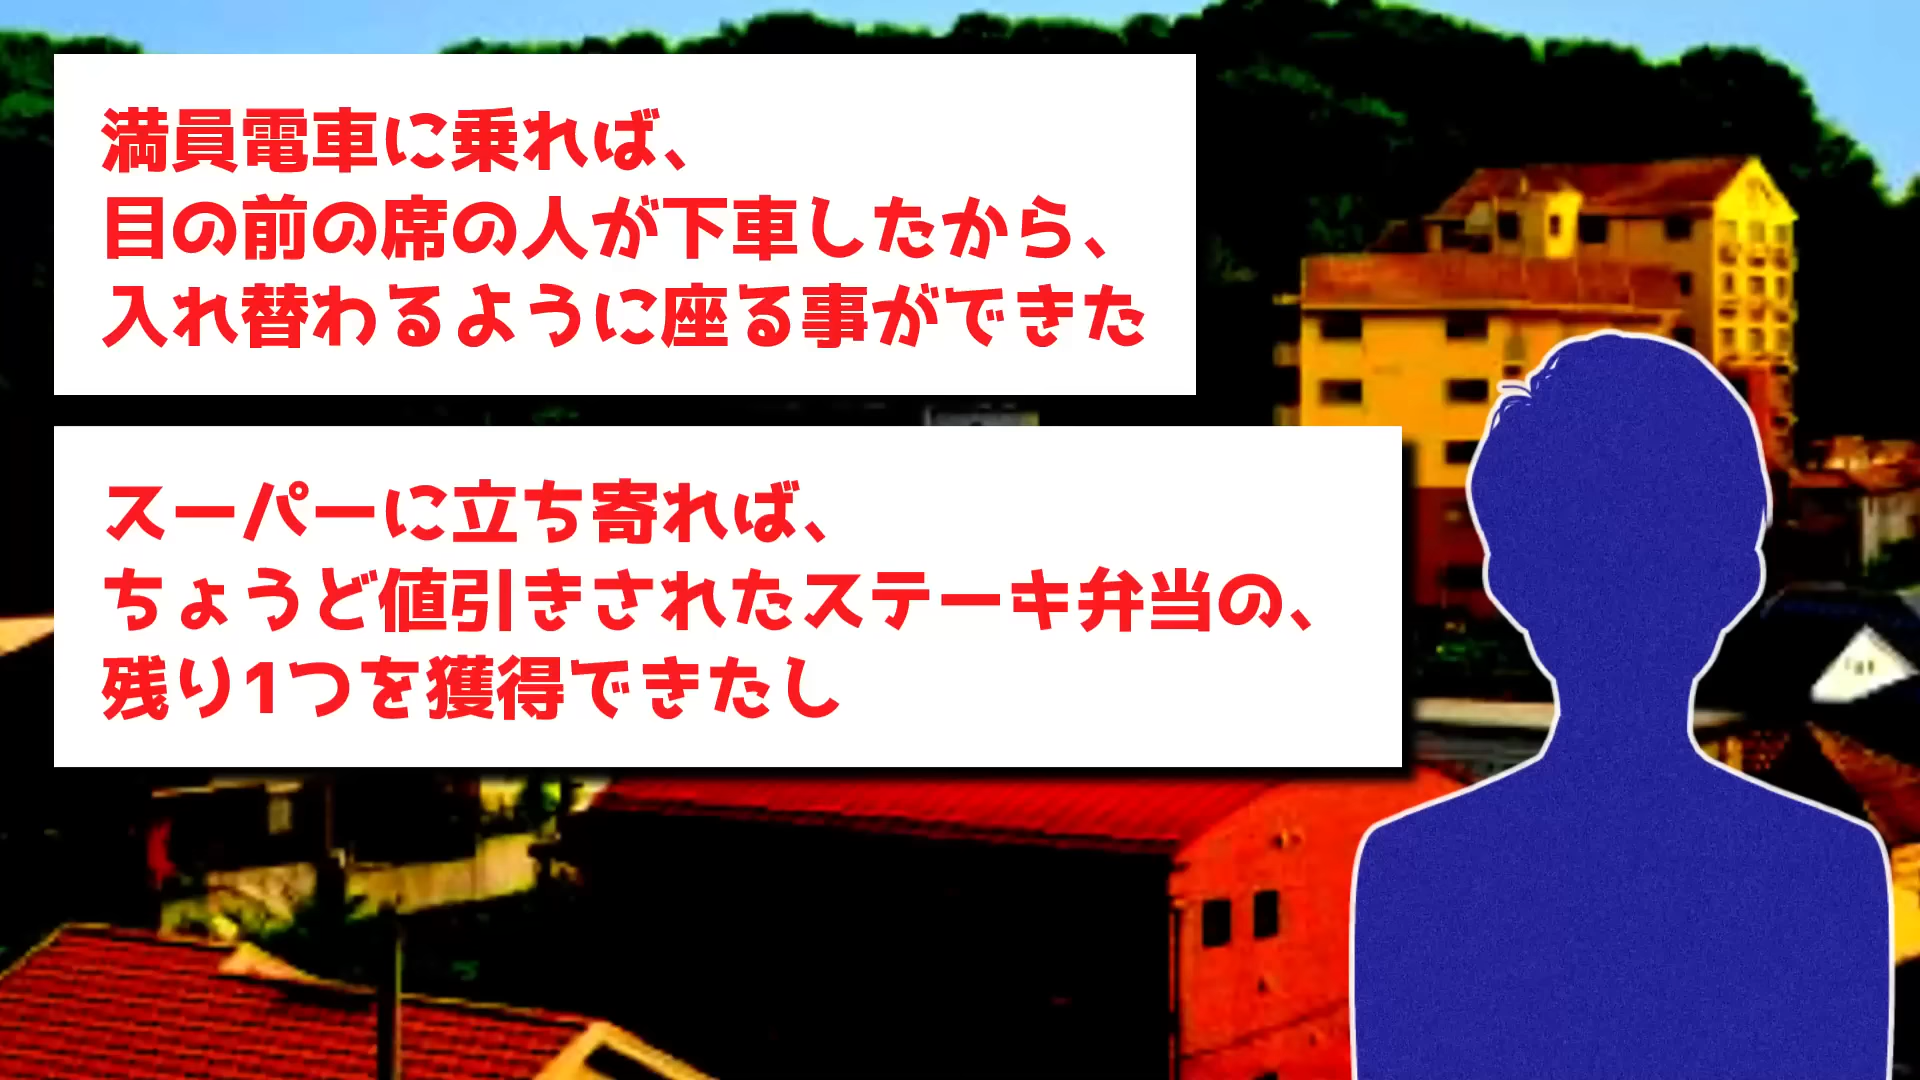 満員電車に乗れば、
目の前の席の人が下車したから、
入れ替わるように座る事ができた
スーパーに立ち寄れば、
ちょうど値引きされたステーキ弁当の、
残り1つを獲得できたし